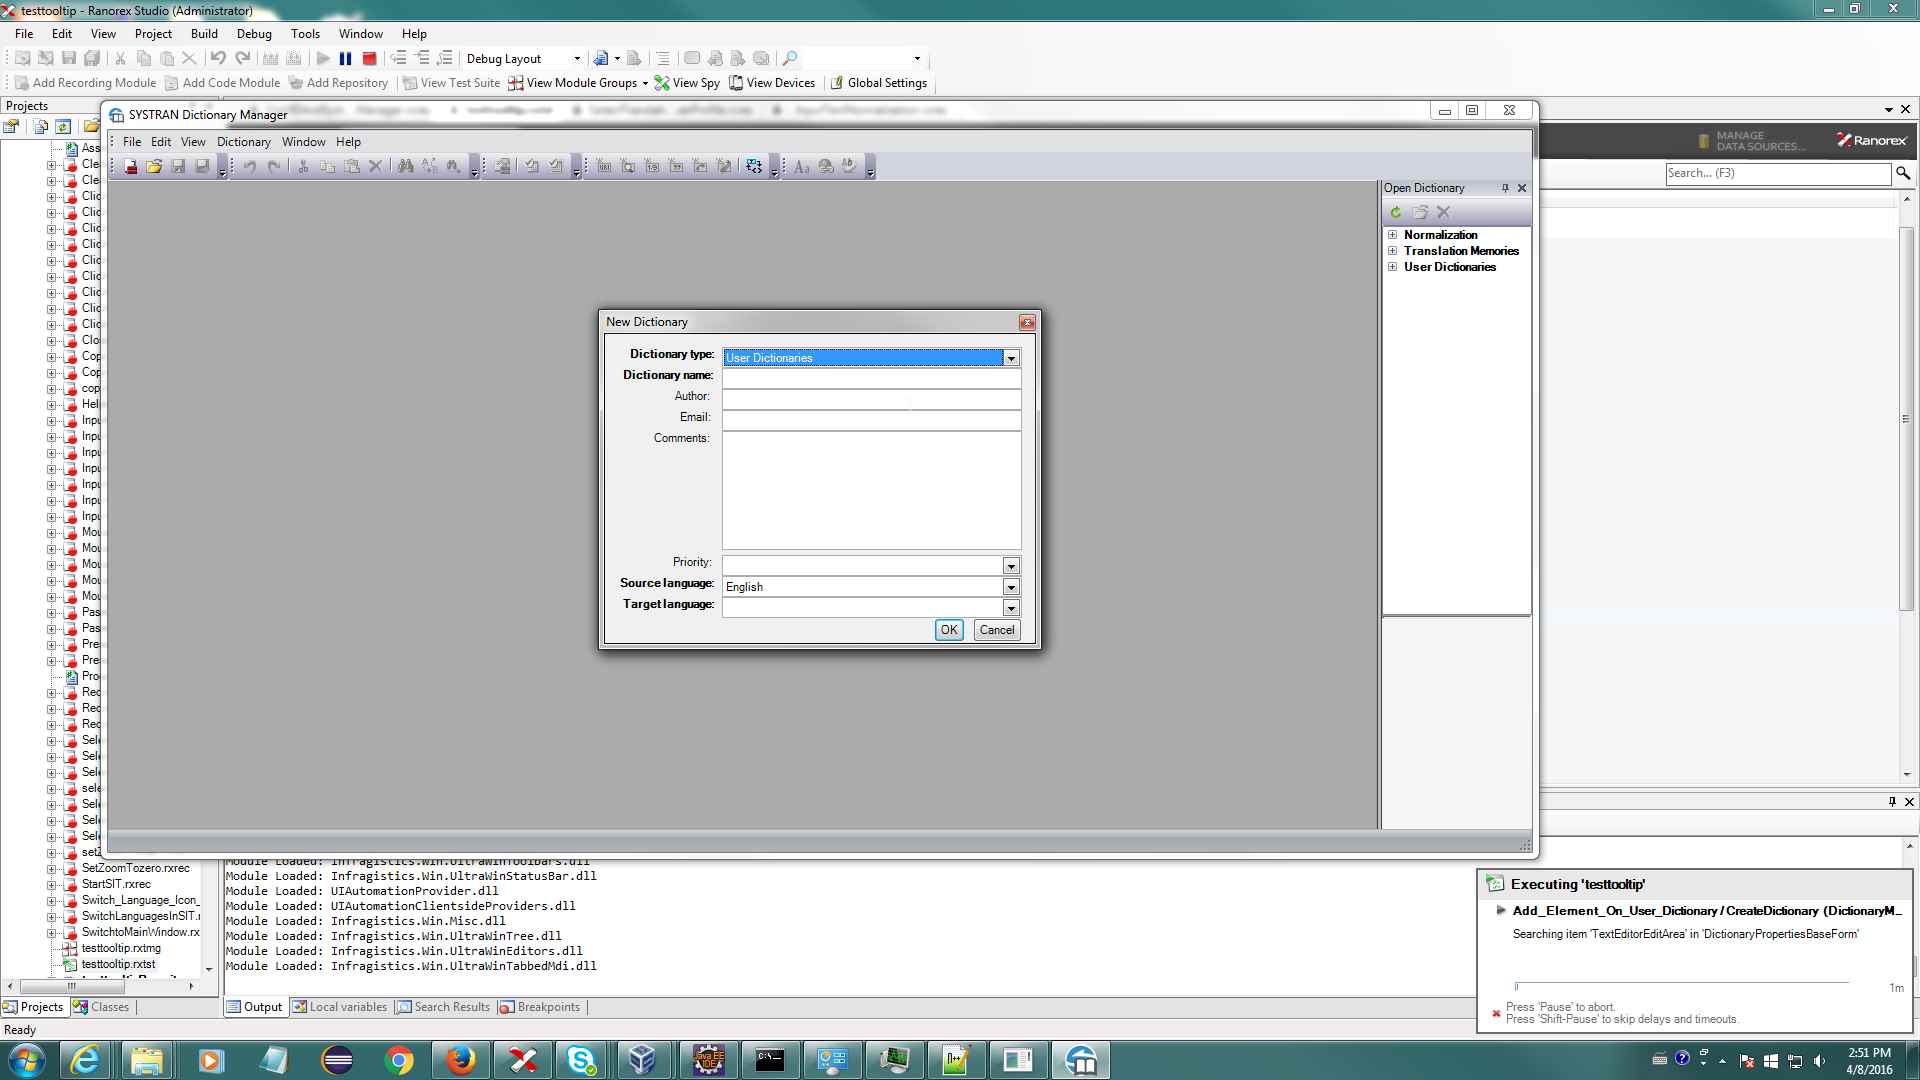 testtooltip - Ranorex Studio (Administrator)
File Edit View Project Build Debug Tools Window Help
Debug Layout
Add Recording Module Add Code Module Add Repository View Test Suite View Module Groups View Spy View Devices Global Settings
Projects
SYSTRAN Dictionary Manager
File Edit View Dictionary Window Help
MANAGE
DATA SOURCES...
Ranorex
Search... (F3)
Open Dictionary
Normalization
Translation Memories
User Dictionaries
Ass
Cle
Cle
Clic
Clic
Clic
Clic
Clic
Clic
Clic
Clic
Clic
Clo
Cop
Cop
cop
Hel
Inpu
Inpu
Inpu
Inpu
Inpu
Inpu
Inpu
Mou
Mou
Mou
Mou
Mou
Pas
Pas
Pre
Pre
Pro
Rec
Rec
Rec
Sele
Sele
Sele
sele
Sele
Sele
Sele
setZ
SetZoomTozero.rxrec
StartSIT.rxrec
Switch_Language_Icon_
SwitchLanguagesInSIT.r
SwitchtoMainWindow.rx
testtooltip.rxtmg
testtooltip.rxtst
New Dictionary
Dictionary type: User Dictionaries
Dictionary name:
Author:
Email:
Comments:
Priority:
Source language: English
Target language:
OK Cancel
Module Loaded: Infragistics.Win.UltraWinToolBars.dll
Module Loaded: Infragistics.Win.UltraWinStatusBar.dll
Module Loaded: UIAutomationProvider.dll
Module Loaded: UIAutomationClientsideProviders.dll
Module Loaded: Infragistics.Win.Misc.dll
Module Loaded: Infragistics.Win.UltraWinTree.dll
Module Loaded: Infragistics.Win.UltraWinEditors.dll
Module Loaded: Infragistics.Win.UltraWinTabbedMdi.dll
Executing 'testtooltip'
Add_Element_On_User_Dictionary / CreateDictionary (DictionaryM...
Searching item 'TextEditorEditArea' in 'DictionaryPropertiesBaseForm'
1m
Press 'Pause' to abort.
Press 'Shift-Pause' to skip delays and timeouts.
Projects Classes
Output Local variables Search Results Breakpoints
Ready
2:51 PM
4/8/2016